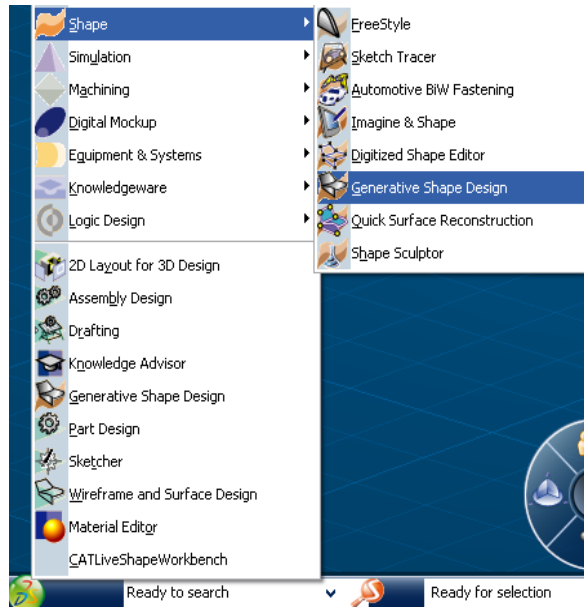 Shape
Simulation
Machining
Digital Mockup
Equipment & Systems
Knowledgeware
Logic Design
2D Layout for 3D Design
Assembly Design
Drafting
Knowledge Advisor
Generative Shape Design
Part Design
Sketcher
Wireframe and Surface Design
Material Editor
CATLiveShapeWorkbench
FreeStyle
Sketch Tracer
Automotive BiW Fastening
Imagine & Shape
Digitized Shape Editor
Generative Shape Design
Quick Surface Reconstruction
Shape Sculptor
Ready to search
Ready for selection